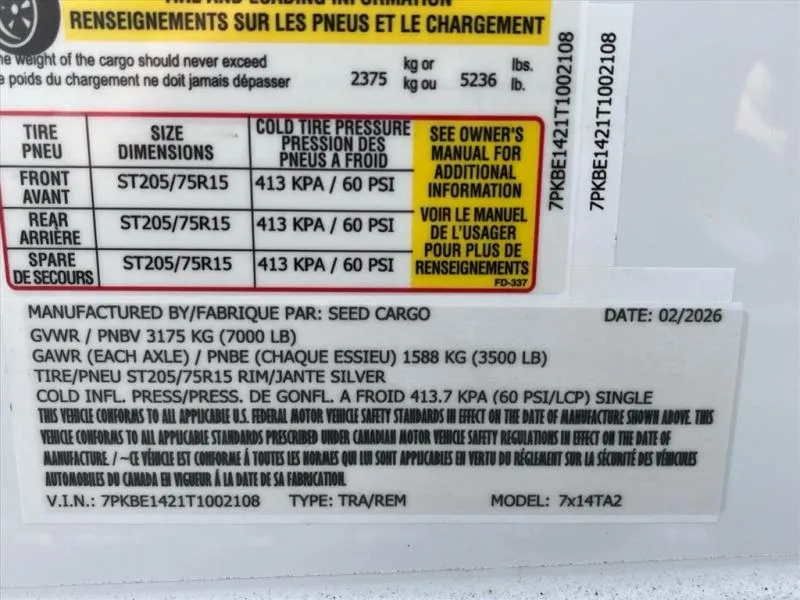 TIRE AND LOADING INFORMATION
RENSEIGNEMENTS SUR LES PNEUS ET LE CHARGEMENT
weight of the cargo should never exceed kg or lbs.
poids du chargement ne doit jamais dépasser 2375 kg ou 5236 lb.
TIRE PNEU
SIZE DIMENSIONS
COLD TIRE PRESSURE
PRESSION DES
PNEUS A FROID
FRONT AVANT ST205/75R15 413 KPA / 60 PSI
REAR ARRIÈRE ST205/75R15 413 KPA / 60 PSI
SPARE DE SECOURS ST205/75R15 413 KPA / 60 PSI
SEE OWNER'S
MANUAL FOR
ADDITIONAL
INFORMATION
VOIR LE MANUEL
DE L'USAGER
POUR PLUS DE
RENSEIGNEMENTS
FD-337
7PKBE1421T1002108
7PKBE1421T1002108
MANUFACTURED BY/FABRIQUE PAR: SEED CARGO DATE: 02/2026
GVWR / PNBV 3175 KG (7000 LB)
GAWR (EACH AXLE) / PNBE (CHAQUE ESSIEU) 1588 KG (3500 LB)
TIRE/PNEU ST205/75R15 RIM/JANTE SILVER
COLD INFL. PRESS/PRESS. DE GONFL. A FROID 413.7 KPA (60 PSI/LCP) SINGLE
THIS VEHICLE CONFORMS TO ALL APPLICABLE U.S. FEDERAL MOTOR VEHICLE SAFETY STANDARDS IN EFFECT ON THE DATE OF MANUFACTURE SHOWN ABOVE. THIS
VEHICLE CONFORMS TO ALL APPLICABLE STANDARDS PRESCRIBED UNDER CANADIAN MOTOR VEHICLE SAFETY REGULATIONS IN EFFECT ON THE DATE OF
MANUFACTURE. / ~CE VÉHICLE EST CONFORME À TOUTES LES NORMES QUI LUI SONT APPLICABLES EN VERTU DU RÉGLEMENT SUR LA SÉCURITÉ DES VÉHICLES
AUTOMOBILES DU CANADA EN VIGUEUR À LA DATE DE SA FABRICATION.
V.I.N.: 7PKBE1421T1002108 TYPE: TRA/REM MODEL: 7x14TA2